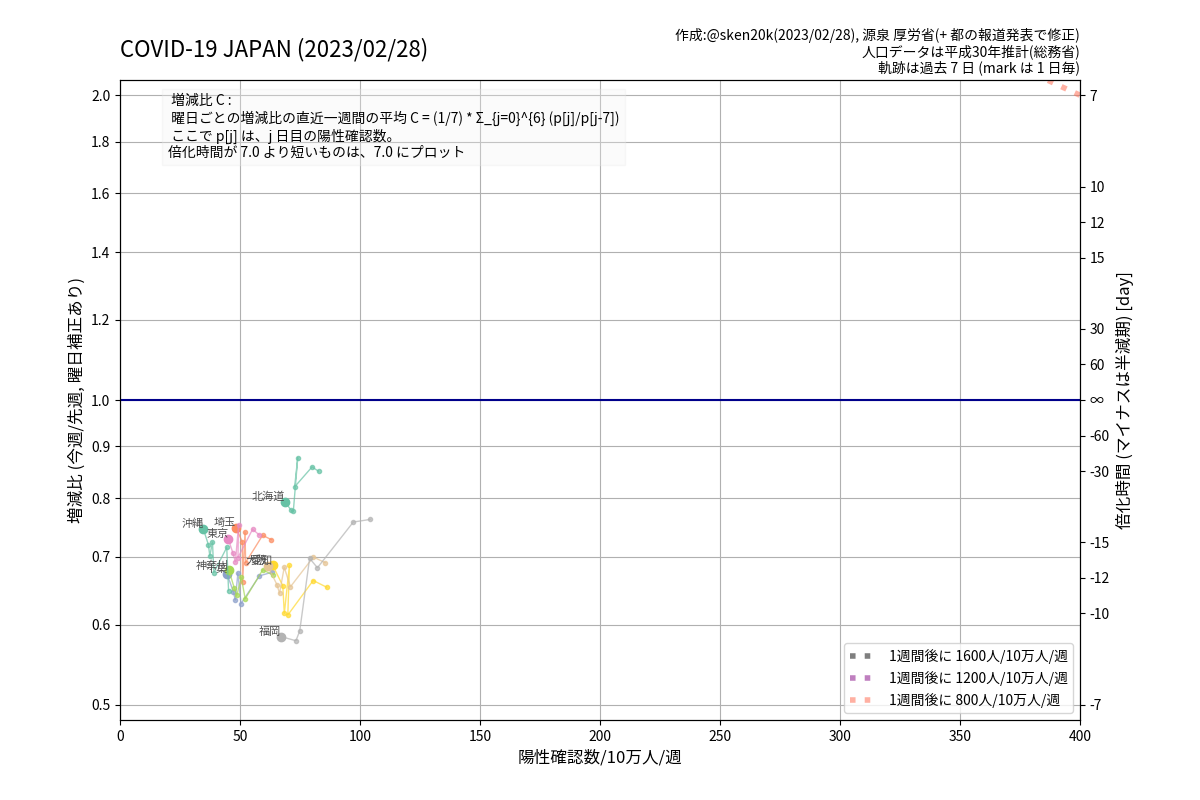 COVID-19 JAPAN (2023/02/28)
作成:@sken20k(2023/02/28), 源泉 厚労省(+ 都の報道発表で修正)
人口データは平成30年推計(総務省)
軌跡は過去 7 日 (mark は 1 日毎)
増減比 C :
曜日ごとの増減比の直近一週間の平均 C = (1/7) * Σ_{j=0}^{6} (p[j]/p[j-7])
ここで p[j] は、j 日目の陽性確認数。
倍化時間が 7.0 より短いものは、7.0 にプロット
増減比 (今週/先週, 曜日補正あり)
2.0
1.8
1.6
1.4
1.2
1.0
0.9
0.8
0.7
0.6
0.5
7
10
12
15
30
60
∞
-60
-30
-15
-12
-10
-7
倍化時間 (マイナスは半減期) [day]
北海道
沖縄
埼玉
東京
福岡
1週間後に 1600人/10万人/週
1週間後に 1200人/10万人/週
1週間後に 800人/10万人/週
0 50 100 150 200 250 300 350 400
陽性確認数/10万人/週